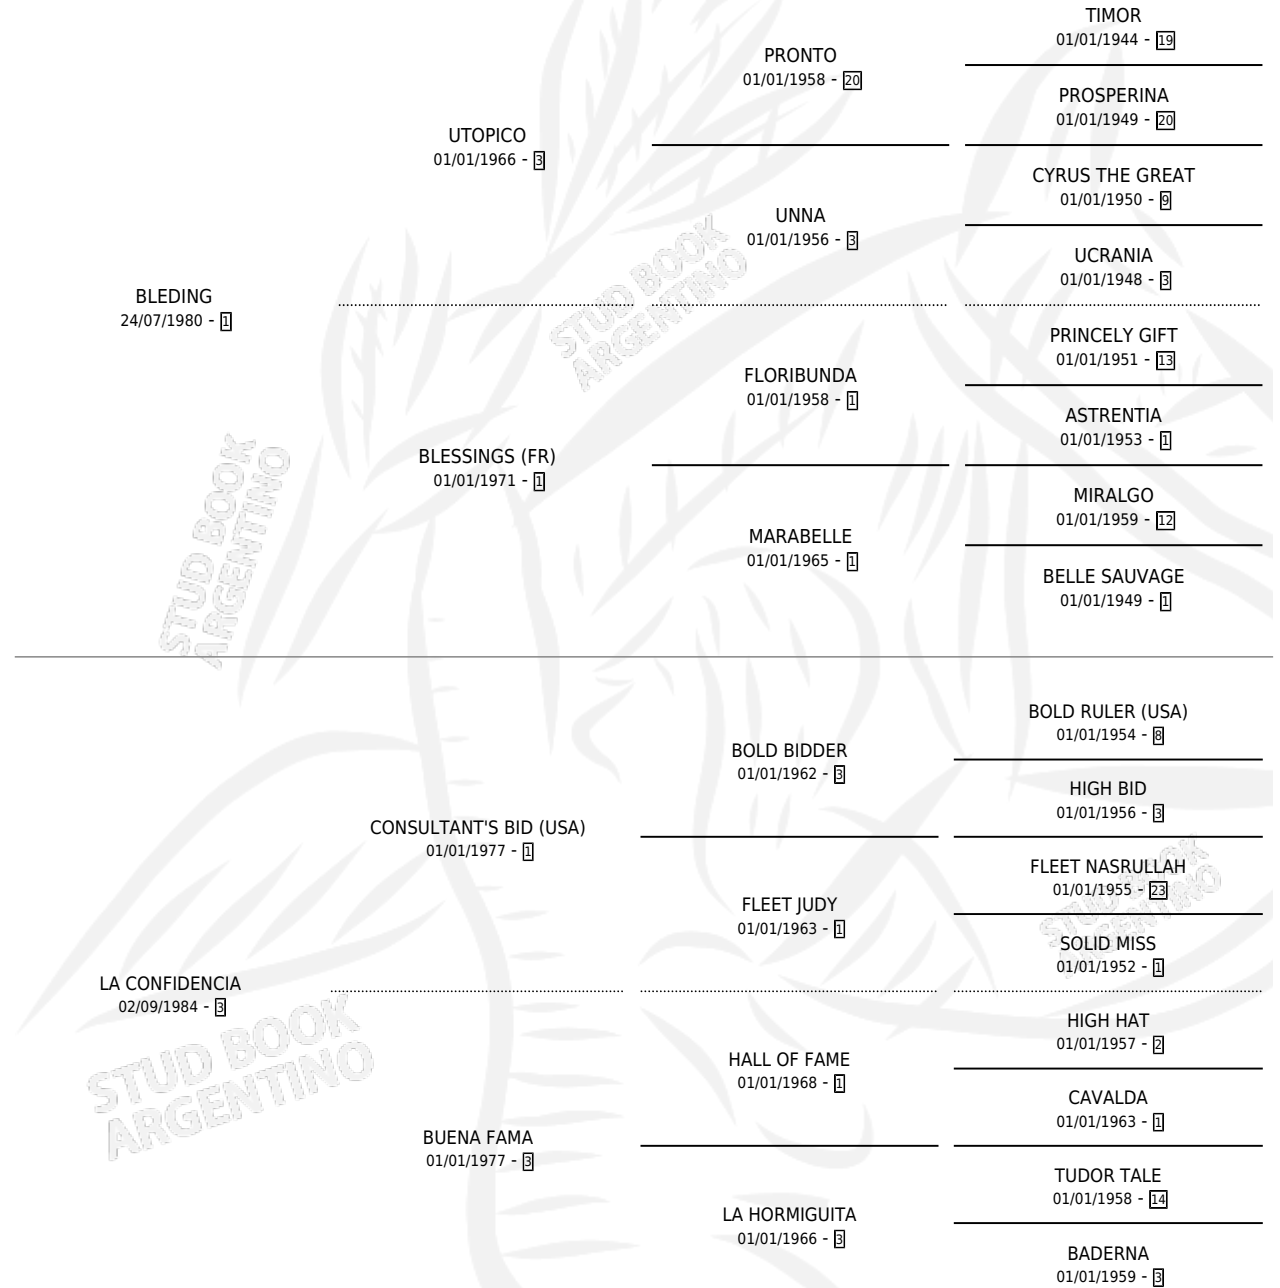 TIMOR
01/01/1944 - 19
PRONTO
01/01/1958 - 20
PROSPERINA
01/01/1949 - 20
UTOPICO
01/01/1966 - 3
CYRUS THE GREAT
01/01/1950 - 9
UNNA
01/01/1956 - 3
UCRANIA
01/01/1948 - 3
BLEDING
24/07/1980 - 1
PRINCELY GIFT
01/01/1951 - 13
FLORIBUNDA
01/01/1958 - 1
ASTRENTIA
01/01/1953 - 1
BLESSINGS (FR)
01/01/1971 - 1
MIRALGO
01/01/1959 - 12
MARABELLE
01/01/1965 - 1
BELLE SAUVAGE
01/01/1949 - 1
BOLD RULER (USA)
01/01/1954 - 8
BOLD BIDDER
01/01/1962 - 3
HIGH BID
01/01/1956 - 3
CONSULTANT'S BID (USA)
01/01/1977 - 1
FLEET NASRULLAH
01/01/1955 - 23
FLEET JUDY
01/01/1963 - 1
SOLID MISS
01/01/1952 - 1
LA CONFIDENCIA
02/09/1984 - 3
HIGH HAT
01/01/1957 - 2
HALL OF FAME
01/01/1968 - 1
CAVALDA
01/01/1963 - 1
BUENA FAMA
01/01/1977 - 3
TUDOR TALE
01/01/1958 - 14
LA HORMIGUITA
01/01/1966 - 3
BADERNA
01/01/1959 - 3
STUD BOOK
ARGENTINO
STUD BOOK
ARGENTINO
STUD BOOK
ARGENTINO
STUD BOOK
ARGENTINO